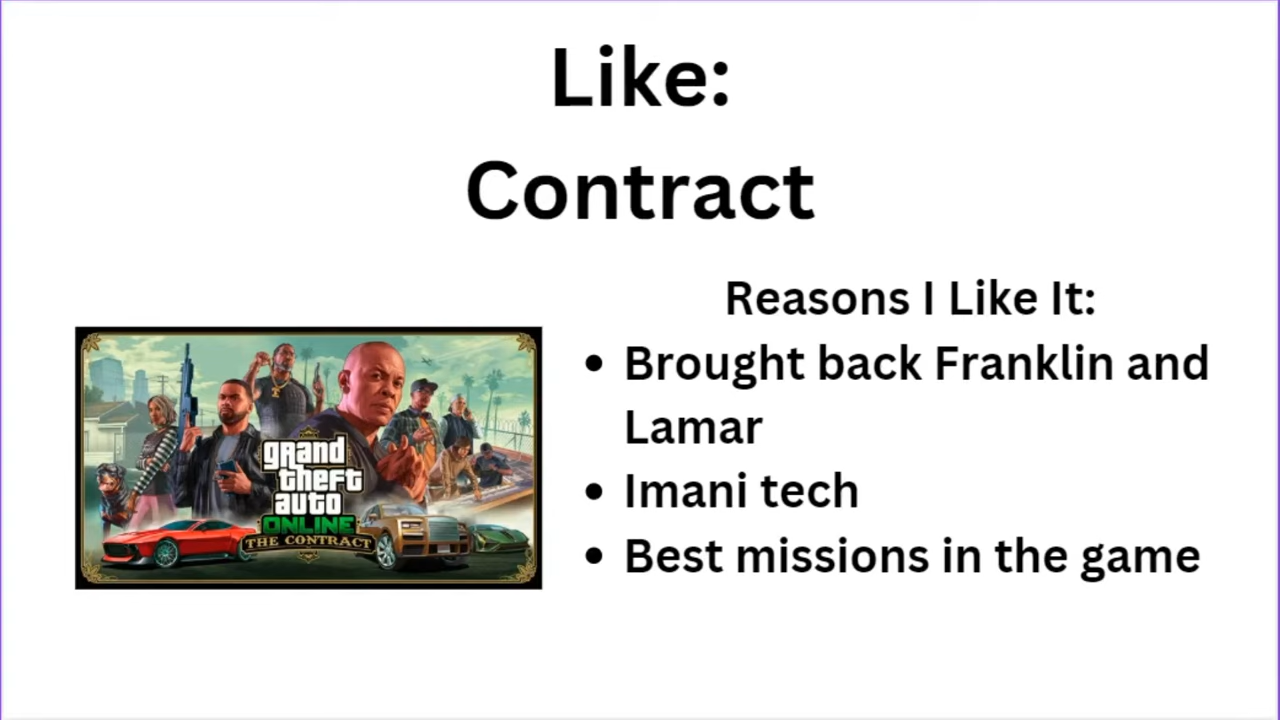 Like:
Contract
Reasons I Like It:
• Brought back Franklin and
Lamar
• Imani tech
• Best missions in the game
grand
theft
auto
ONLINE
THE CONTRACT